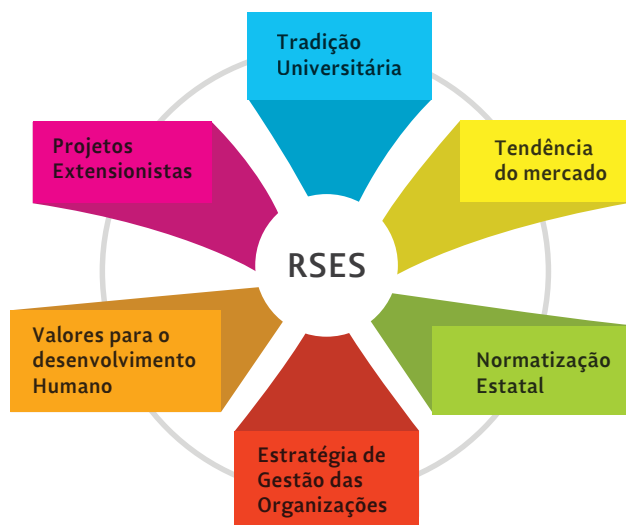 Tradição
Universitária
Projetos
Extensionistas
Tendência
do mercado
RSES
Valores para o
desenvolvimento
Humano
Normatização
Estatal
Estratégia de
Gestão das
Organizações